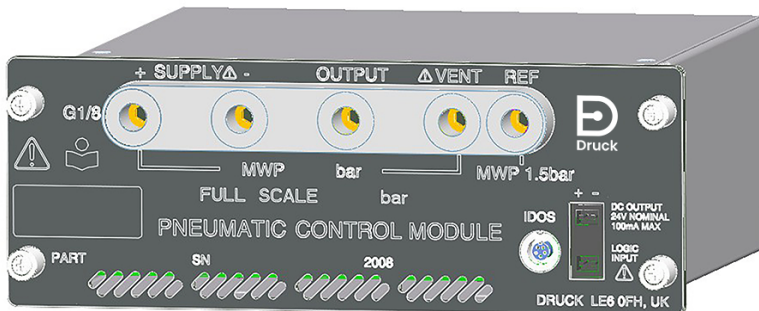 + SUPPLY⚠ - OUTPUT ⚠VENT REF
G1/8
Druck
MWP bar MWP 1.5bar
FULL SCALE bar
+ -
DC OUTPUT
24V NOMINAL
100mA MAX
IDOS
PNEUMATIC CONTROL MODULE
LOGIC
INPUT
PART SN 2008
DRUCK LE6 0FH, UK